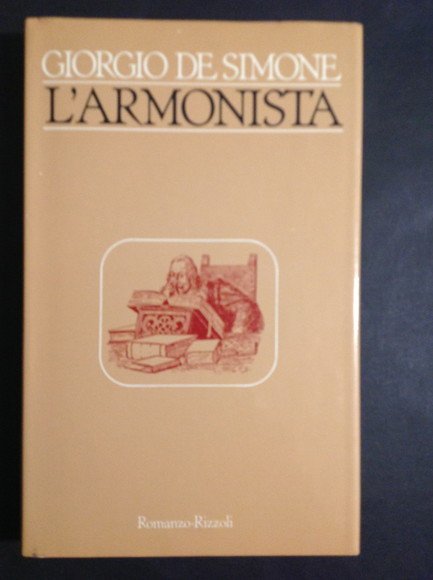 GIORGIO DE SIMONE
L'ARMONISTA
Romanzo-Rizzoli